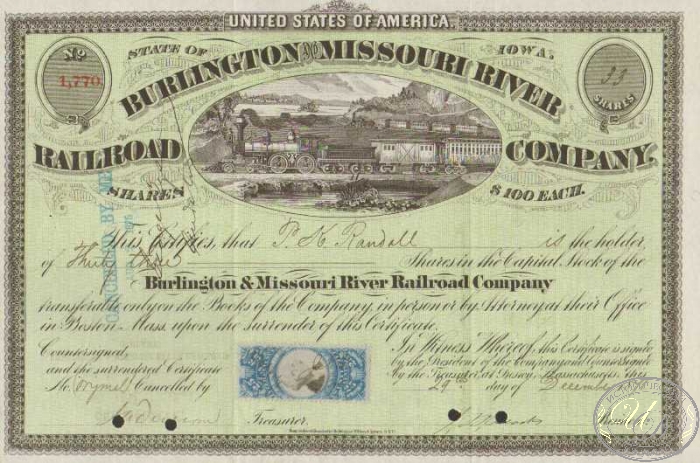 UNITED STATES OF AMERICA.
No
1,770
STATE OF IOWA.
33
SHARES
BURLINGTON AND MISSOURI RIVER
RAILROAD COMPANY.
SHARES $100 EACH.
CANCELLED BY
This Certifies, that P. K. Randall is the holder
of Thirty three Shares in the Capital Stock of the
Burlington & Missouri River Railroad Company
transferable only on the Books of the Company, in person or by Attorney, at their Office
in Boston, Mass. upon the surrender of this Certificate.
Countersigned,
and the surrendered Certificate
No. Cancelled by
Treasurer.
In Witness Whereof, this Certificate is signed
by the President of the Company and Countersigned
by the Treasurer, at Boston, Massachusetts, this
29th day of December